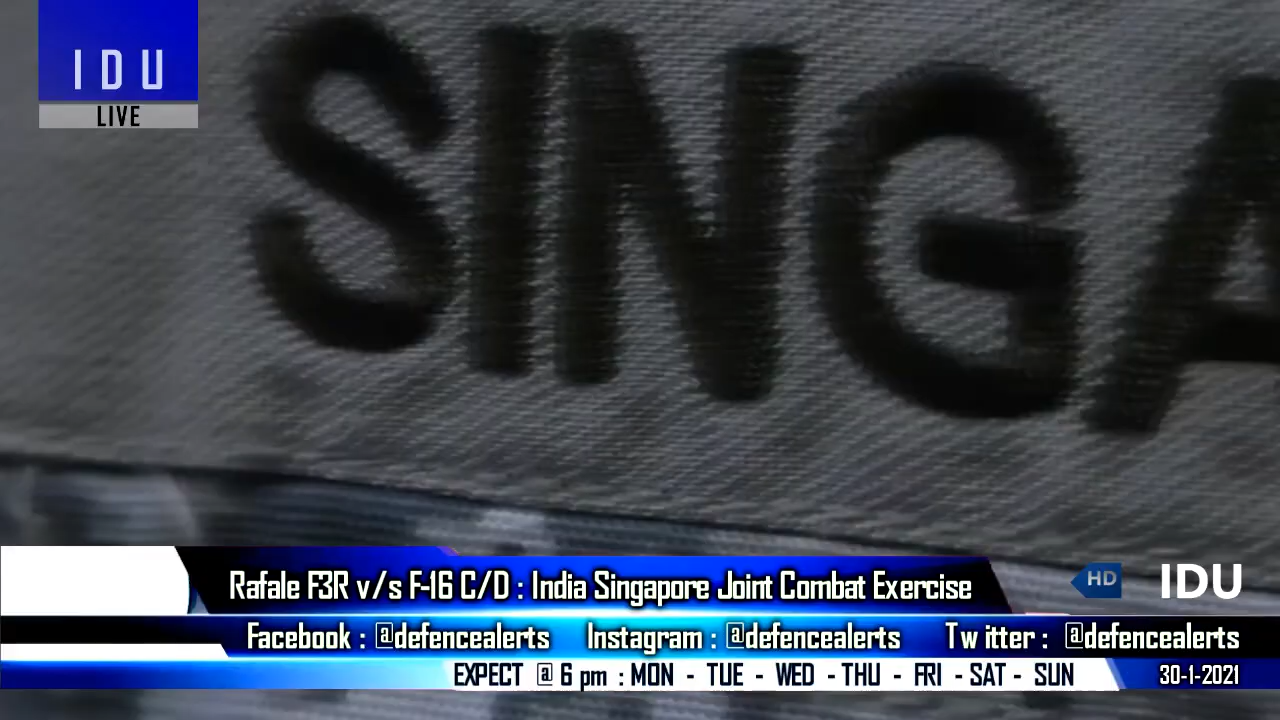 IDU
LIVE
SINGA
Rafale F3R v/s F-16 C/D : India Singapore Joint Combat Exercise
HD
IDU
Facebook : @defencealerts Instagram : @defencealerts Twitter : @defencealerts
EXPECT @ 6 pm : MON - TUE - WED - THU - FRI - SAT - SUN
30-1-2021